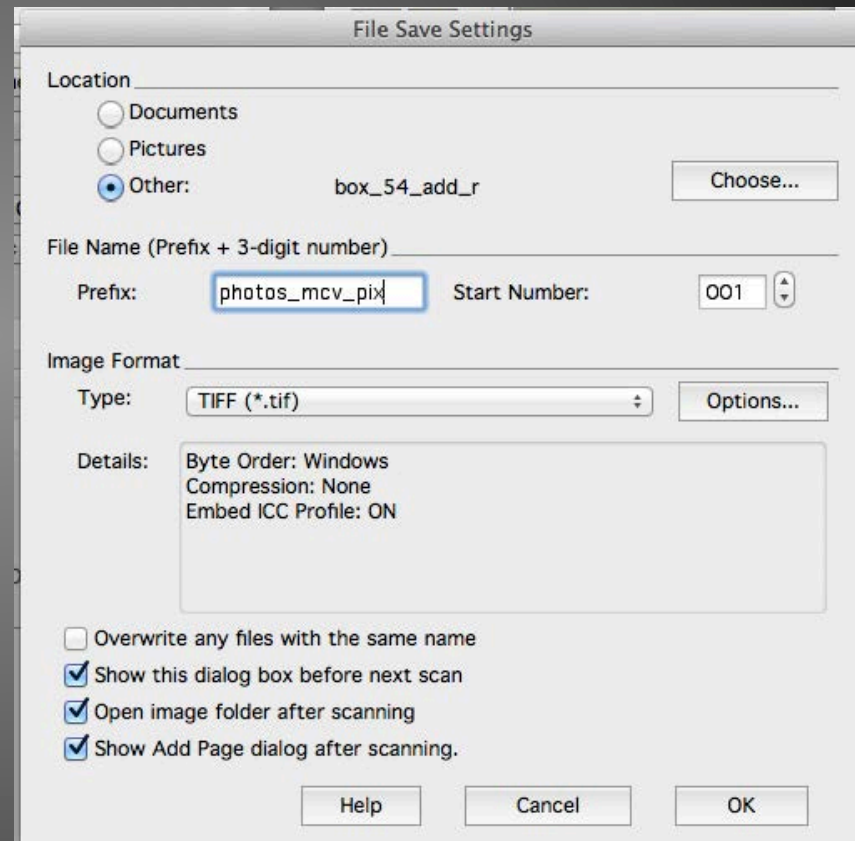 File Save Settings
Location
Documents
Pictures
Other: box_54_add_r Choose...
File Name (Prefix + 3-digit number)
Prefix: photos_mcv_pix Start Number: 001
Image Format
Type: TIFF (*.tif) Options...
Details: Byte Order: Windows
Compression: None
Embed ICC Profile: ON
Overwrite any files with the same name
Show this dialog box before next scan
Open image folder after scanning
Show Add Page dialog after scanning.
Help Cancel OK